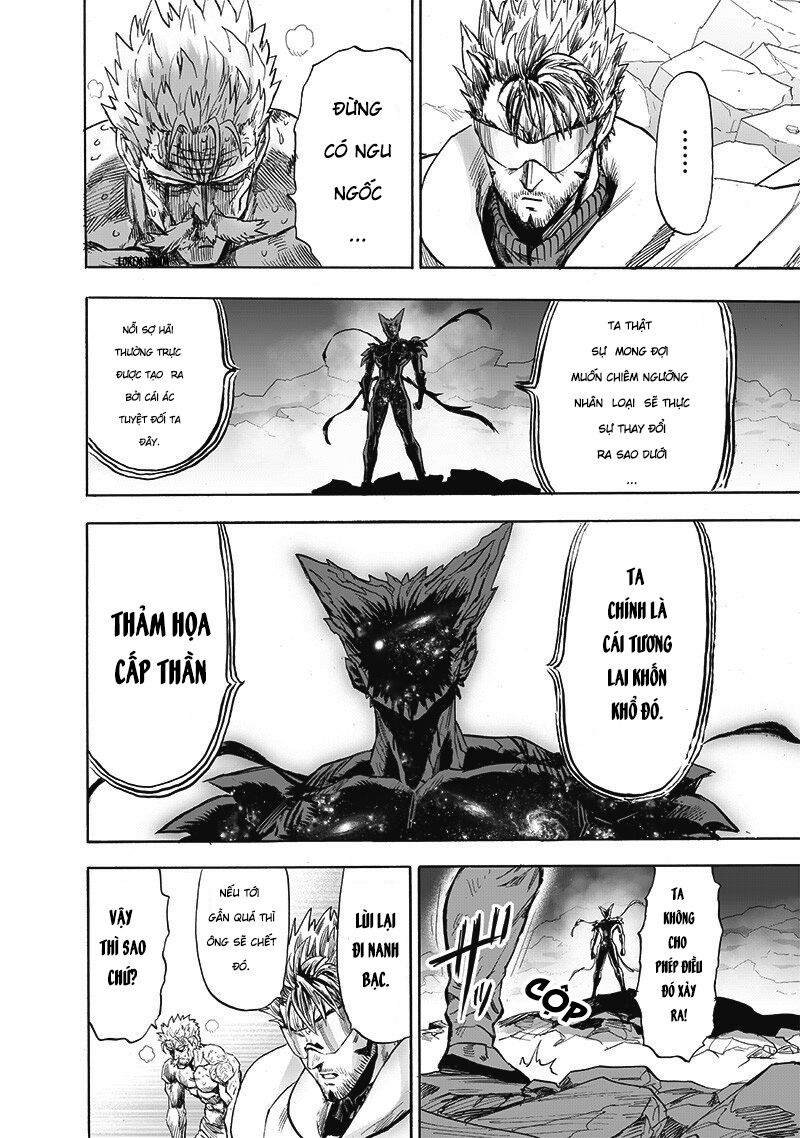 ......
ĐỪNG
CÓ NGU
NGỐC
...
LOREM IPSUM
TA THẬT
SỰ MONG ĐỢI
MUỐN CHIÊM NGƯỠNG
NHÂN LOẠI SẼ THỰC
SỰ THAY ĐỔI
RA SAO DƯỚI
...
NỖI SỢ HÃI
THƯỜNG TRỰC
ĐƯỢC TẠO RA
BỞI CÁI ÁC
TUYỆT ĐỐI TA
ĐÂY.
TA
CHÍNH LÀ
CÁI TƯƠNG
LAI KHỐN
KHỔ ĐÓ.
THẢM HỌA
CẤP THẦN
TA
KHÔNG
CHO
PHÉP ĐIỀU
ĐÓ XẢY
RA!
CỘP
LÙI LẠI
ĐI NANH
BẠC.
NẾU TỚI
GẦN QUÁ THÌ
ÔNG SẼ CHẾT
ĐÓ.
VẬY
THÌ SAO
CHỨ?